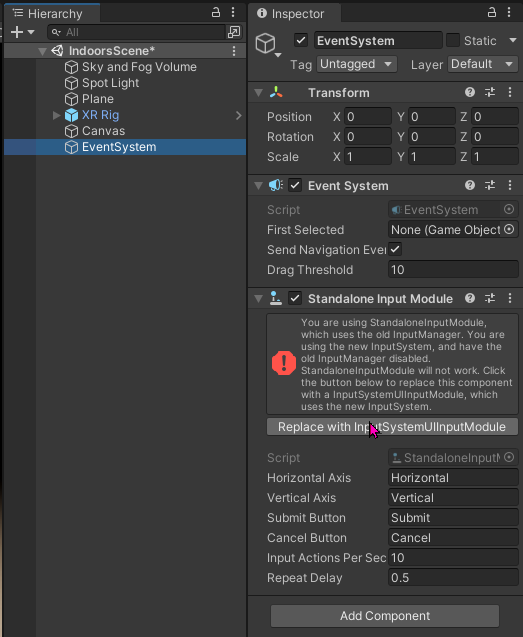 Hierarchy
All
IndoorsScene*
Sky and Fog Volume
Spot Light
Plane
XR Rig
Canvas
EventSystem
Inspector
EventSystem
Static
Tag Untagged Layer Default
Transform
Position X 0 Y 0 Z 0
Rotation X 0 Y 0 Z 0
Scale X 1 Y 1 Z 1
Event System
Script EventSystem
First Selected None (Game Object
Send Navigation Ever
Drag Threshold 10
Standalone Input Module
You are using StandaloneInputModule,
which uses the old InputManager. You are
using the new InputSystem, and have the
old InputManager disabled.
StandaloneInputModule will not work. Click
the button below to replace this component
with a InputSystemUIInputModule, which
uses the new InputSystem.
Replace with InputSystemUIInputModule
Script StandaloneInputM
Horizontal Axis Horizontal
Vertical Axis Vertical
Submit Button Submit
Cancel Button Cancel
Input Actions Per Sec 10
Repeat Delay 0.5
Add Component